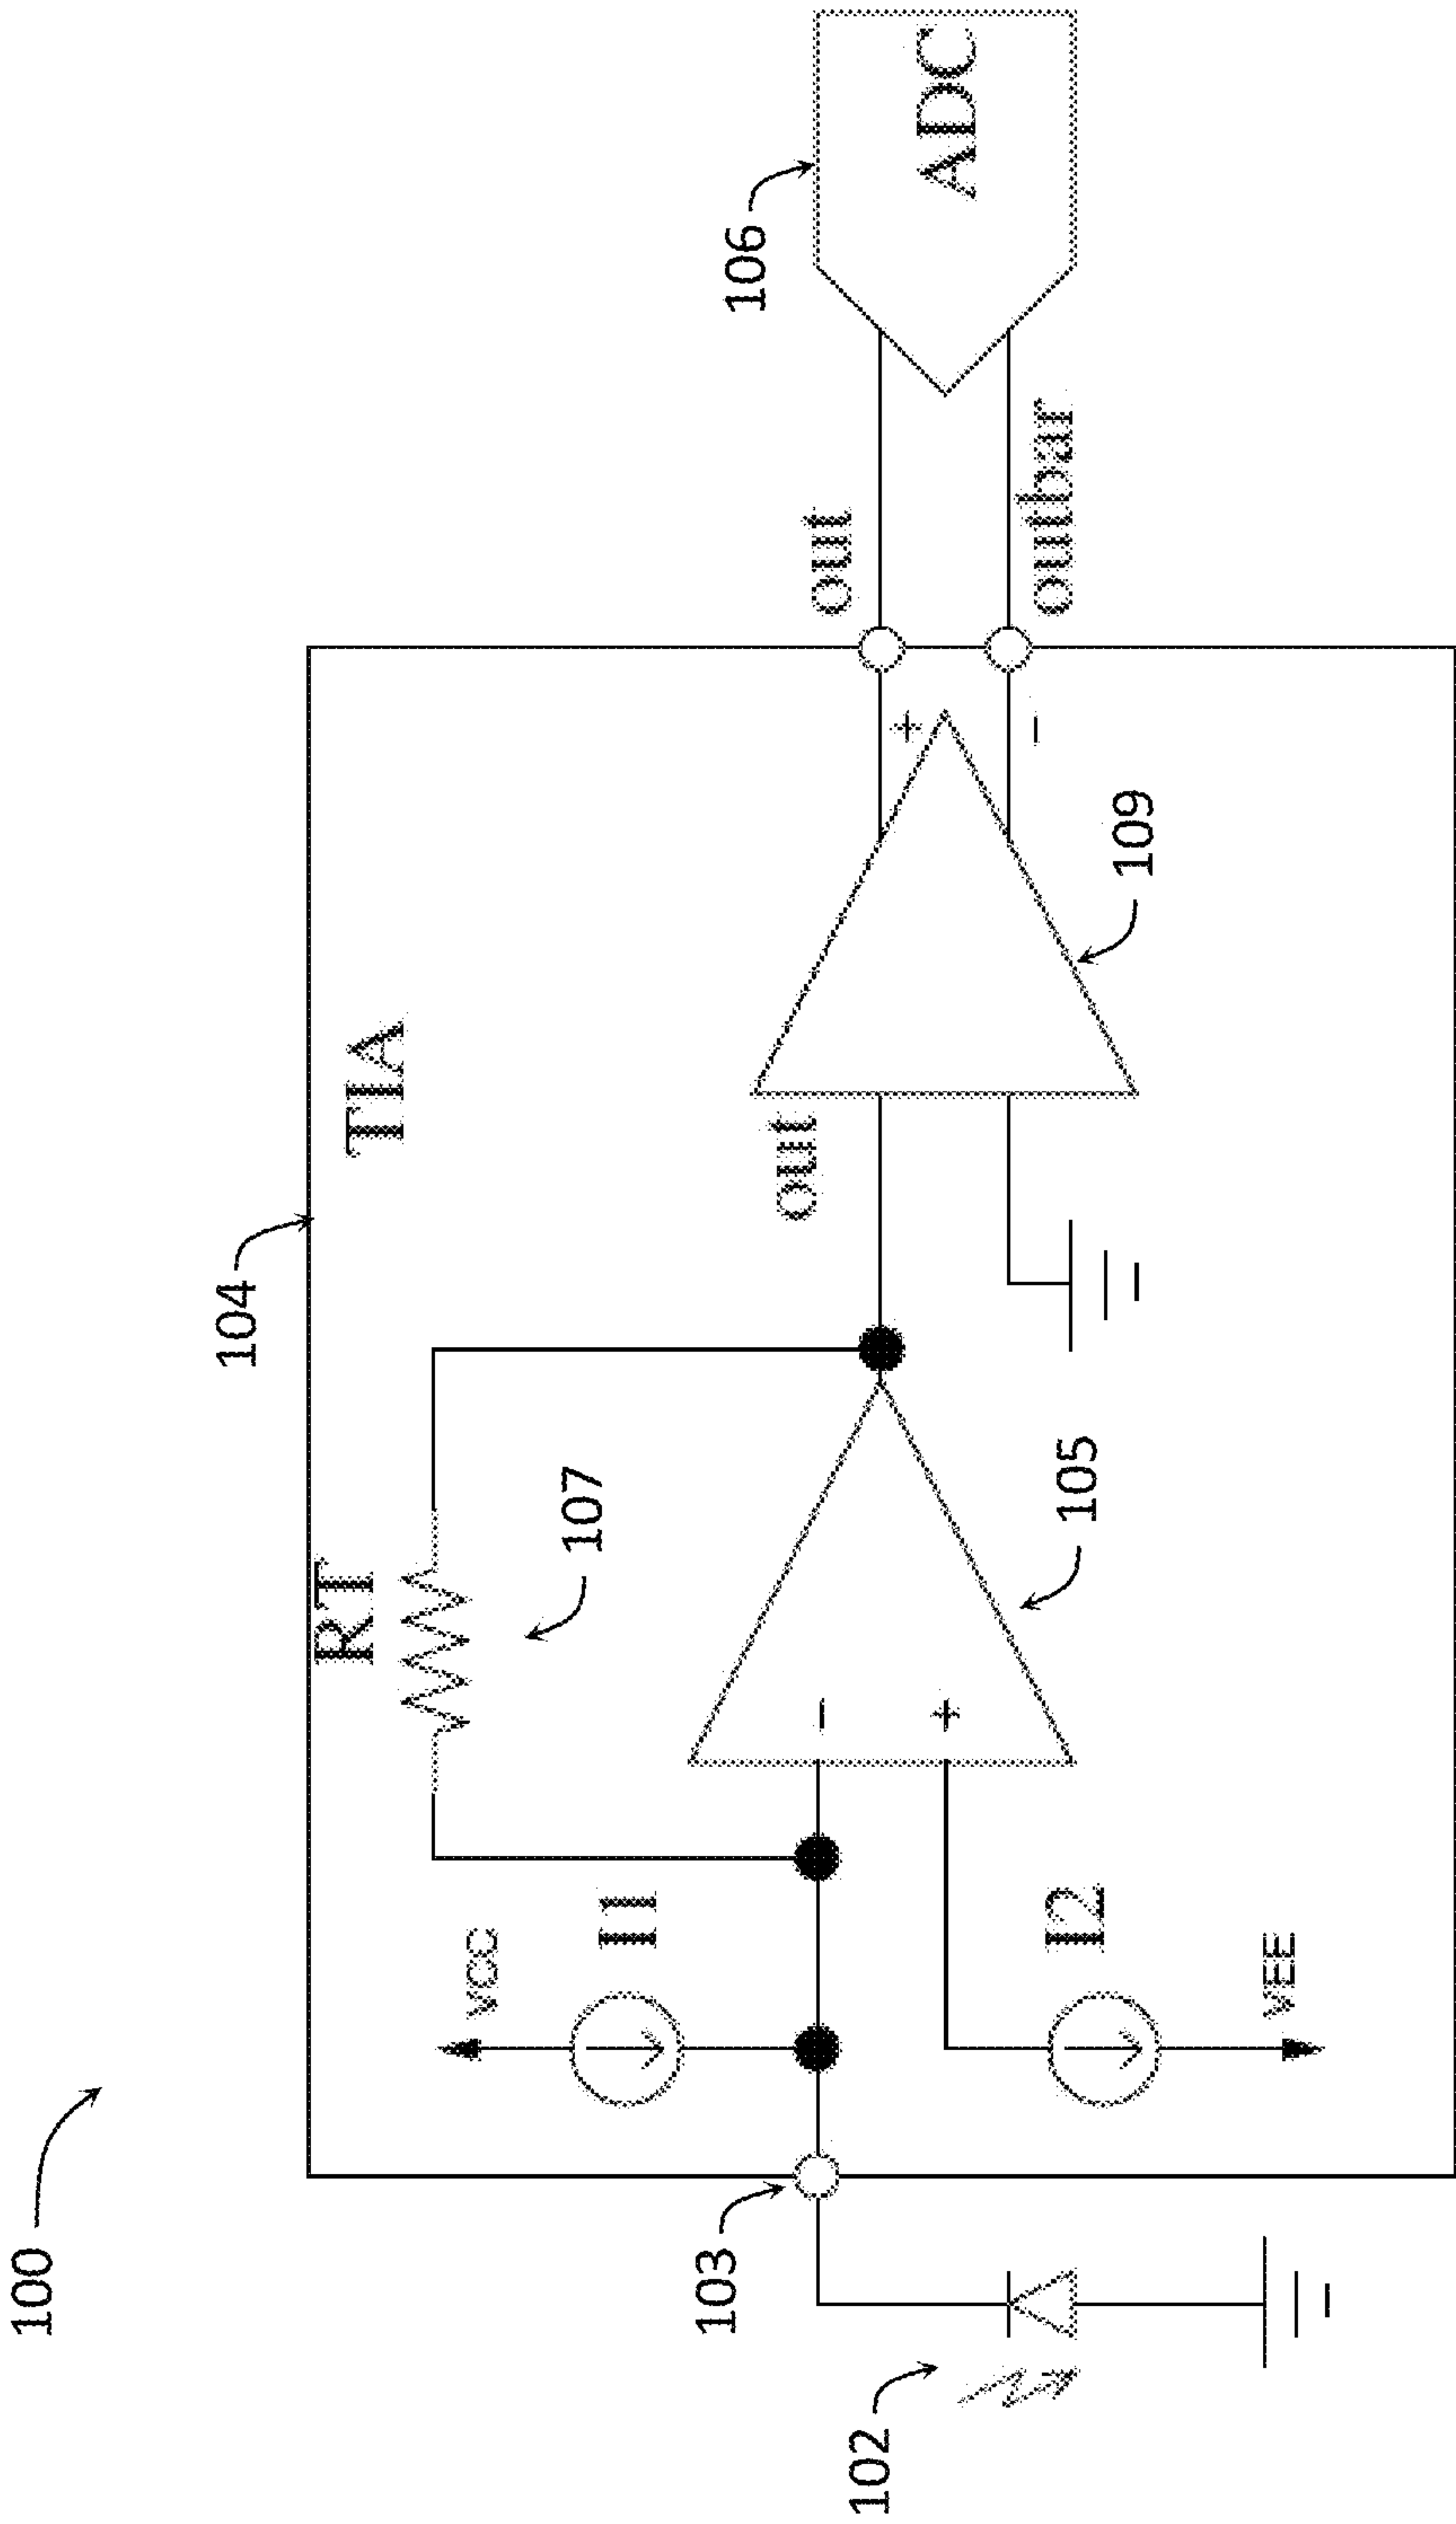 100
104
TIA
RT
107
VCC
I1
103
102
-
+
I2
VEE
105
out
109
+
-
out
outbar
106
ADC